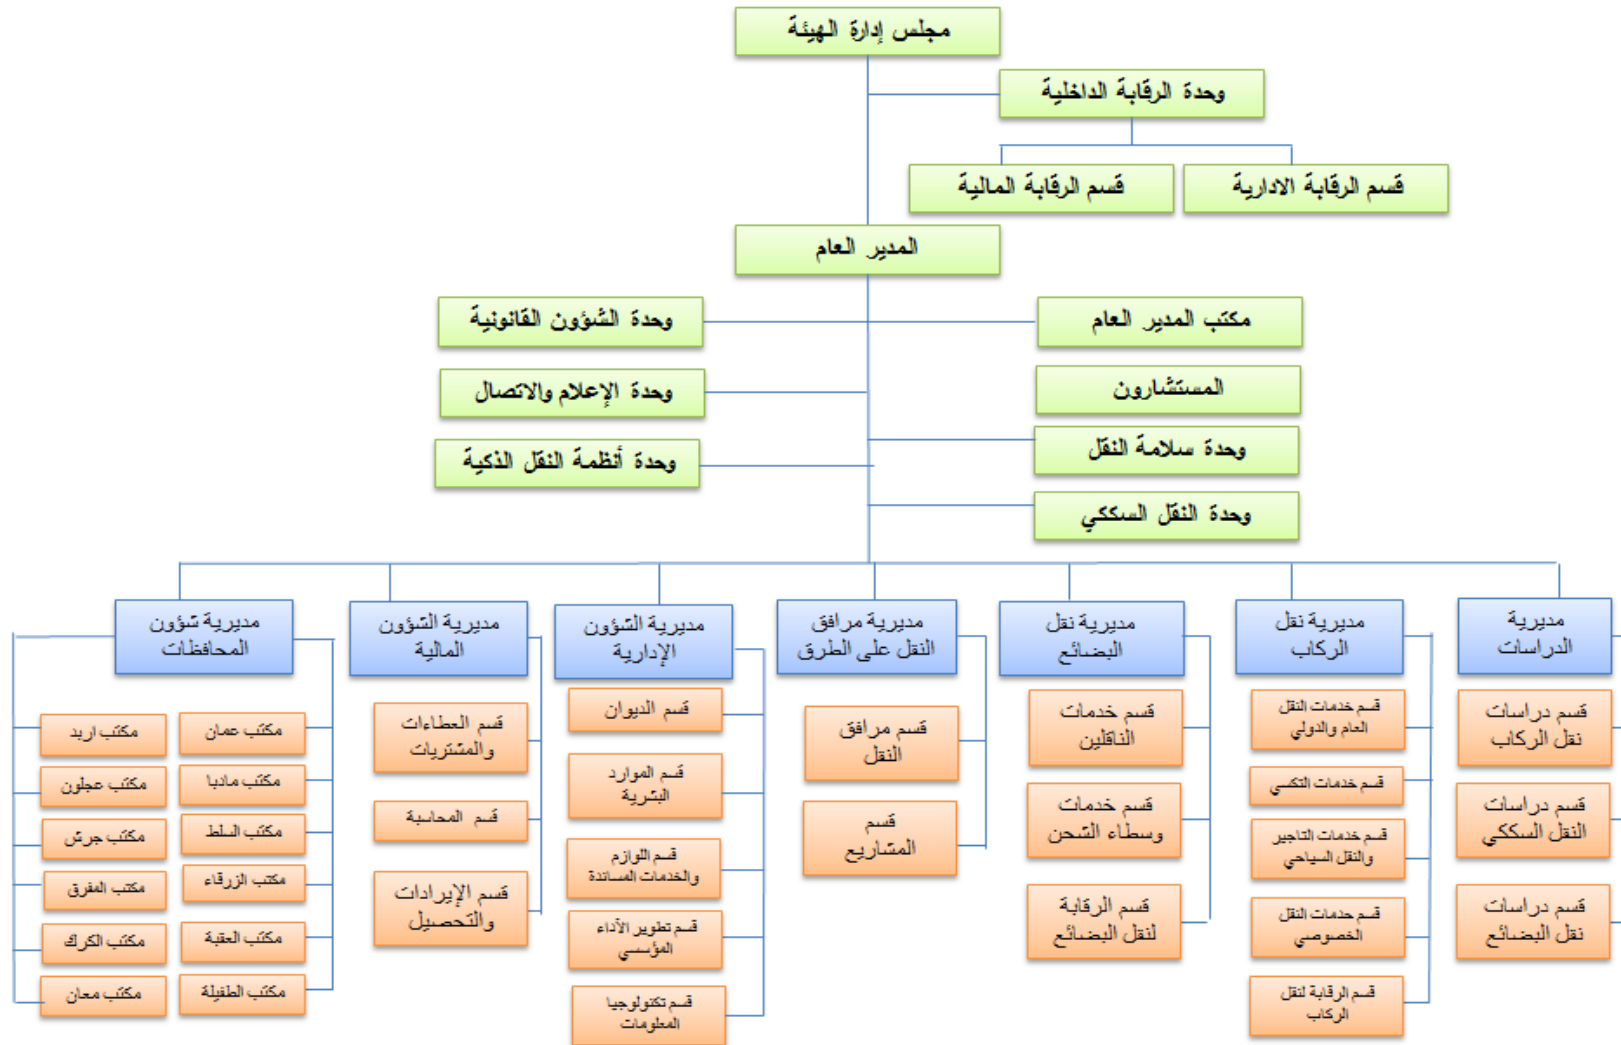 مجلس إدارة الهيئة
وحدة الرقابة الداخلية
قسم الرقابة الادارية
قسم الرقابة المالية
المدير العام
مكتب المدير العام
وحدة الشؤون القانونية
المستشارون
وحدة الإعلام والاتصال
وحدة سلامة النقل
وحدة أنظمة النقل الذكية
وحدة النقل السككي
مديرية
الدراسات
قسم دراسات
نقل الركاب
قسم دراسات
النقل السككي
قسم دراسات
نقل البضائع
مديرية نقل
الركاب
قسم خدمات النقل
العام والدولي
قسم خدمات التكسي
قسم خدمات التاجير
والنقل السياحي
قسم خدمات النقل
الخصوصي
قسم الرقابة لنقل
الركاب
مديرية نقل
البضائع
قسم خدمات
الناقلين
قسم خدمات
وسطاء الشحن
قسم الرقابة
لنقل البضائع
مديرية مرافق
النقل على الطرق
قسم مرافق
النقل
قسم
المشاريع
مديرية الشؤون
الإدارية
قسم الديوان
قسم الموارد
البشرية
قسم اللوازم
والخدمات المساندة
قسم تطوير الآداء
المؤسسي
قسم تكنولوجيا
المعلومات
مديرية الشؤون
المالية
قسم العطاءات
والمشتريات
قسم المحاسبة
قسم الإيرادات
والتحصيل
مديرية شؤون
المحافظات
مكتب عمان
مكتب مادبا
مكتب السلط
مكتب الزرقاء
مكتب العقبة
مكتب الطفيلة
مكتب اربد
مكتب عجلون
مكتب جرش
مكتب المفرق
مكتب الكرك
مكتب معان